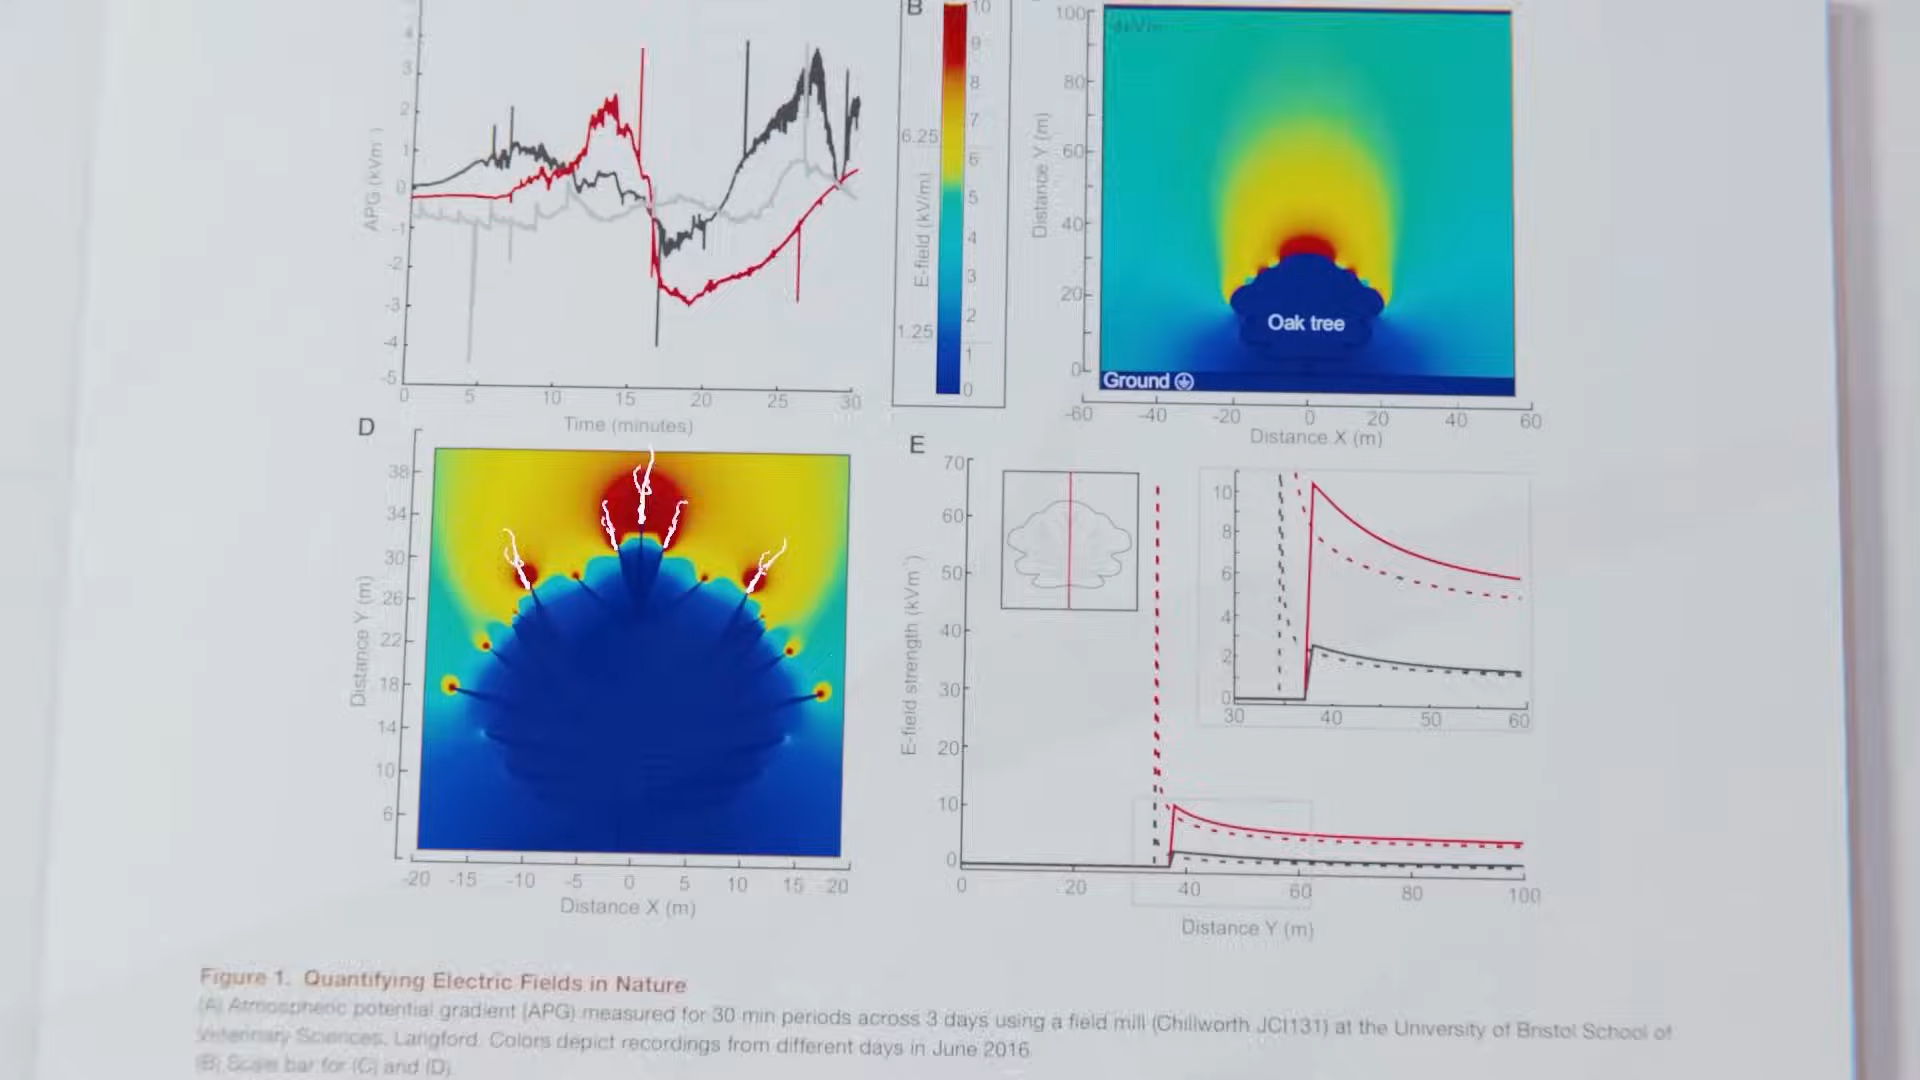 4
3
2
1
0
-1
-2
-3
-4
-5
APG (kVm
0 5 10 15 20 25 30
Time (minutes)
B
10
9
8
7
6
5
4
3
2
1
0
6.25
1.25
E-field (kV/m)
100
80
60
40
20
0
Distance Y (m)
Oak tree
Ground
-60 -40 -20 0 20 40 60
Distance X (m)
D
38
34
30
26
22
18
14
10
6
Distance Y (m)
-20 -15 -10 -5 0 5 10 15 20
Distance X (m)
E
70
60
50
40
30
20
10
0
E-field strength (kVm⁻¹)
0 20 40 60 80 100
Distance Y (m)
10
8
6
4
2
0
30 40 50 60
Figure 1. Quantifying Electric Fields in Nature
(A) Atmospheric potential gradient (APG) measured for 30 min periods across 3 days using a field mill (Chillworth JCI131) at the University of Bristol School of
Veterinary Sciences, Langford. Colors depict recordings from different days in June 2016.
(B) Scale bar for (C) and (D).